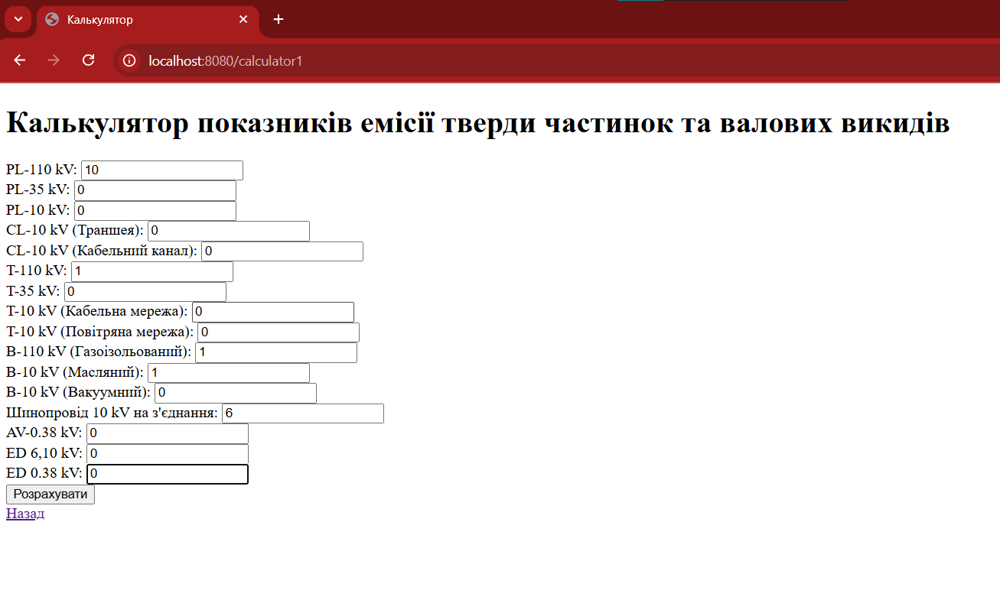 Калькулятор
localhost:8080/calculator1
Калькулятор показників емісії тверди частинок та валових викидів
PL-110 kV: 10
PL-35 kV: 0
PL-10 kV: 0
CL-10 kV (Траншея): 0
CL-10 kV (Кабельний канал): 0
T-110 kV: 1
T-35 kV: 0
T-10 kV (Кабельна мережа): 0
T-10 kV (Повітряна мережа): 0
B-110 kV (Газоізольований): 1
B-10 kV (Масляний): 1
B-10 kV (Вакуумний): 0
Шинопровід 10 kV на з'єднання: 6
AV-0.38 kV: 0
ED 6,10 kV: 0
ED 0.38 kV: 0
Розрахувати
Назад